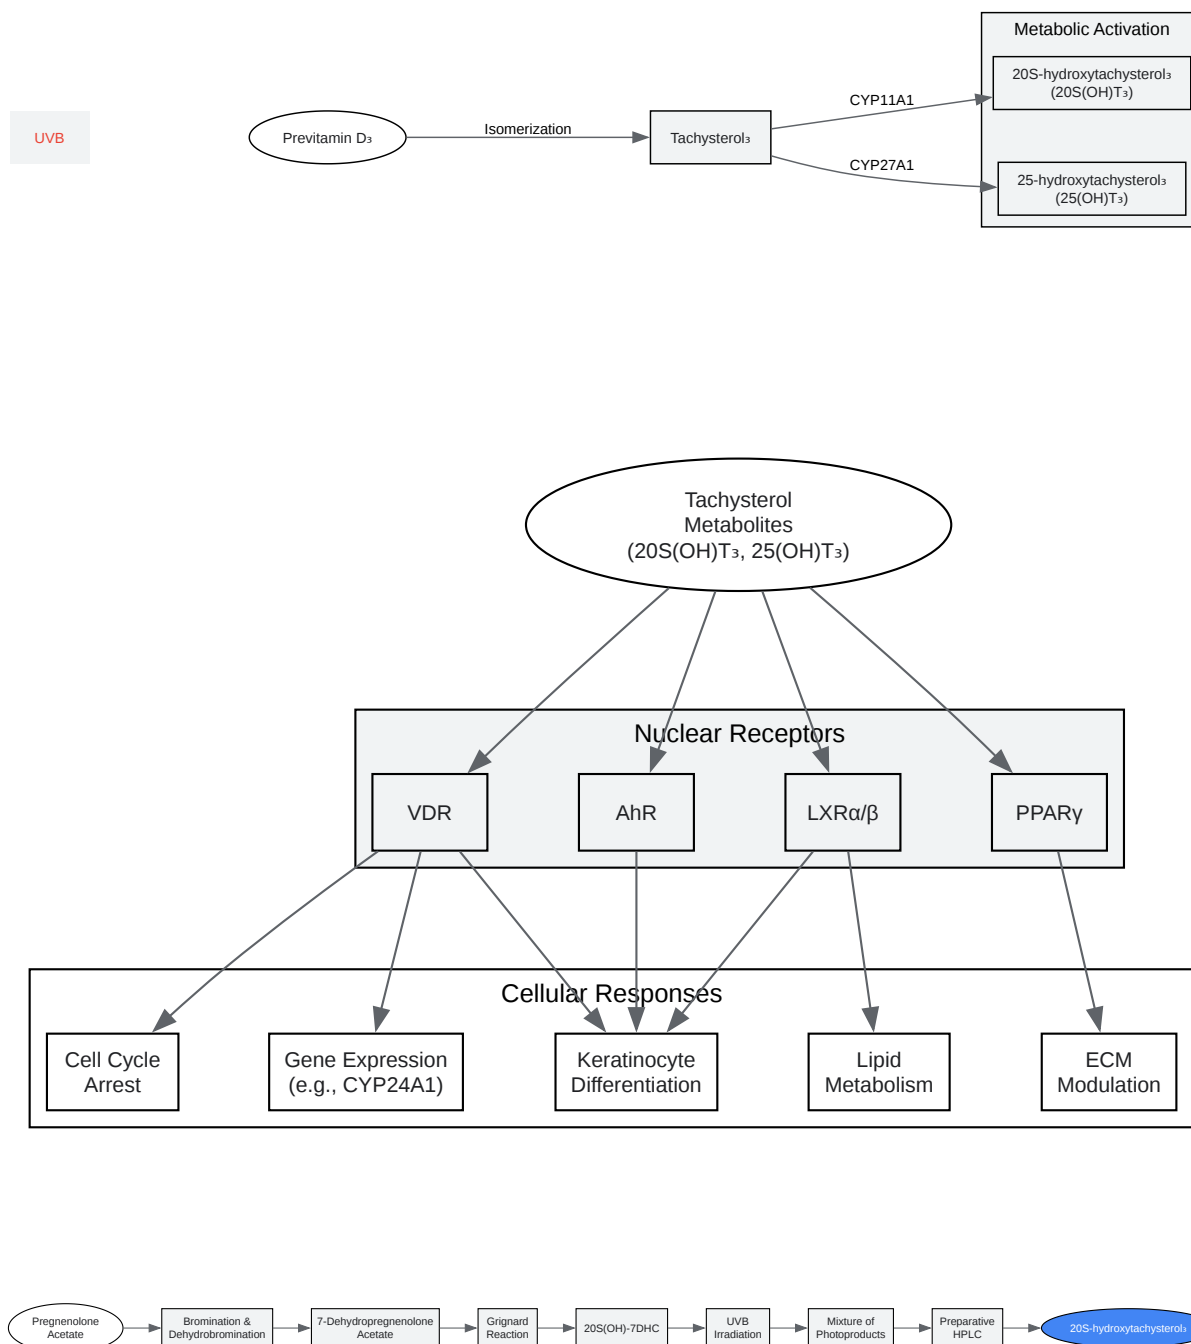 Metabolic Activation
20S-hydroxytachysterol₃
(20S(OH)T₃)
CYP11A1
UVB
Previtamin D₃
Isomerization
Tachysterol₃
CYP27A1
25-hydroxytachysterol₃
(25(OH)T₃)
Tachysterol
Metabolites
(20S(OH)T₃, 25(OH)T₃)
Nuclear Receptors
VDR
AhR
LXRα/β
PPARγ
Cellular Responses
Cell Cycle
Arrest
Gene Expression
(e.g., CYP24A1)
Keratinocyte
Differentiation
Lipid
Metabolism
ECM
Modulation
Pregnenolone
Acetate
Bromination &
Dehydrobromination
7-Dehydropregnenolone
Acetate
Grignard
Reaction
20S(OH)-7DHC
UVB
Irradiation
Mixture of
Photoproducts
Preparative
HPLC
20S-hydroxytachysterol₃